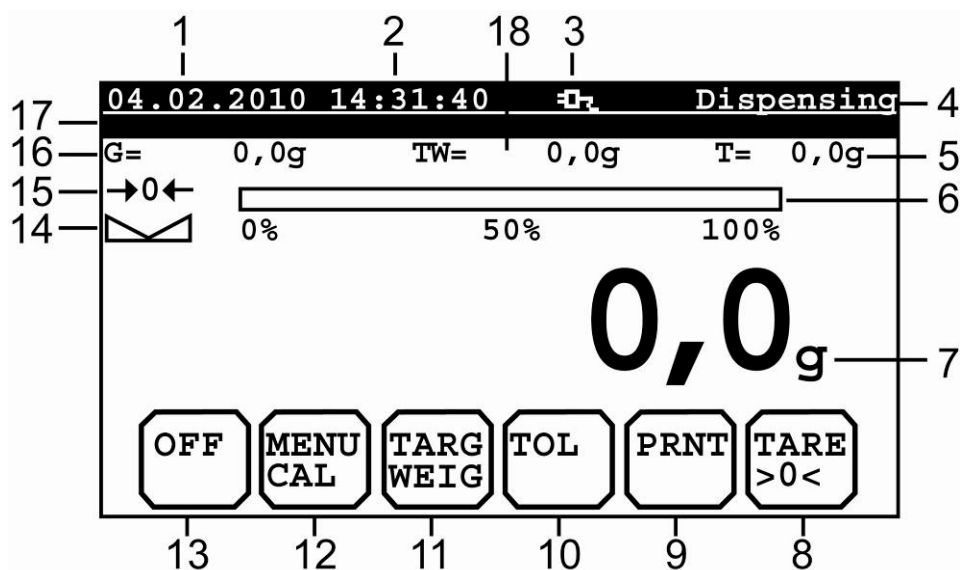 1 2 18 3
04.02.2010 14:31:40 Dispensing 4
17
16 G= 0,0g TW= 0,0g T= 0,0g 5
15 →0← 6
14 0% 50% 100%
0,0g 7
OFF MENU TARG TOL PRNT TARE
CAL WEIG >0<
13 12 11 10 9 8